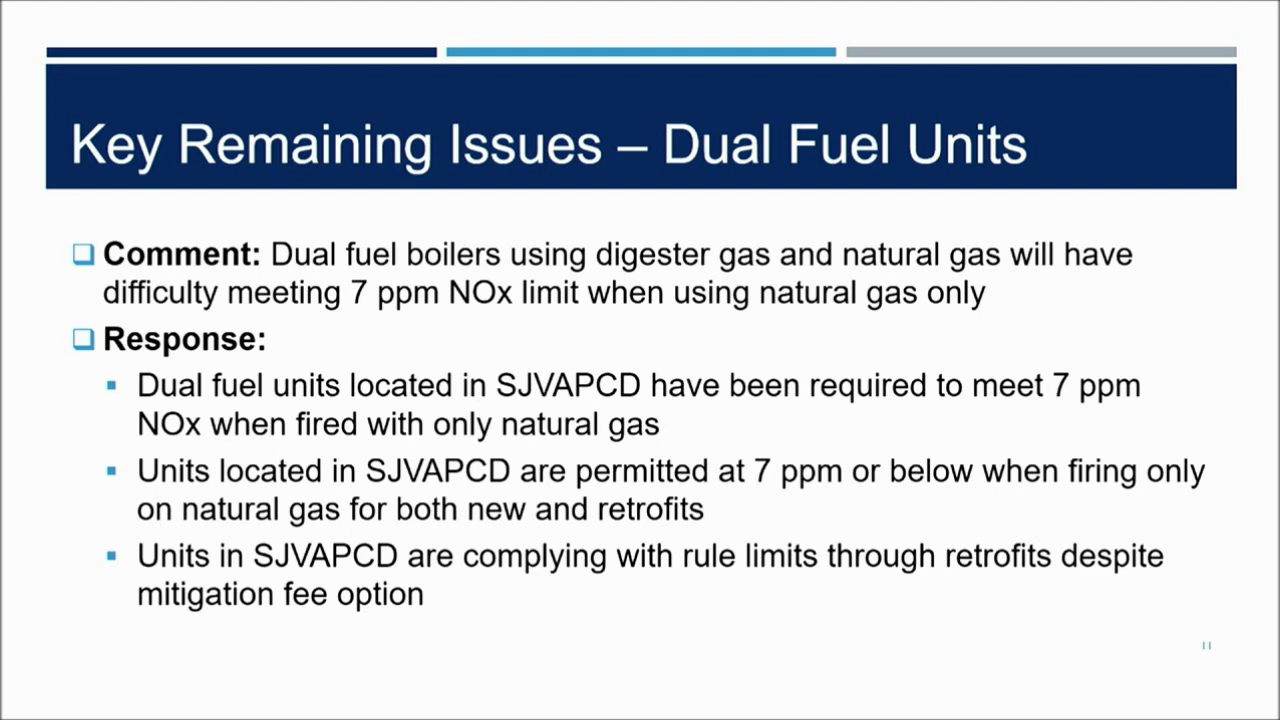 Key Remaining Issues – Dual Fuel Units
Comment: Dual fuel boilers using digester gas and natural gas will have
difficulty meeting 7 ppm NOx limit when using natural gas only
Response:
Dual fuel units located in SJVAPCD have been required to meet 7 ppm
NOx when fired with only natural gas
Units located in SJVAPCD are permitted at 7 ppm or below when firing only
on natural gas for both new and retrofits
Units in SJVAPCD are complying with rule limits through retrofits despite
mitigation fee option
11